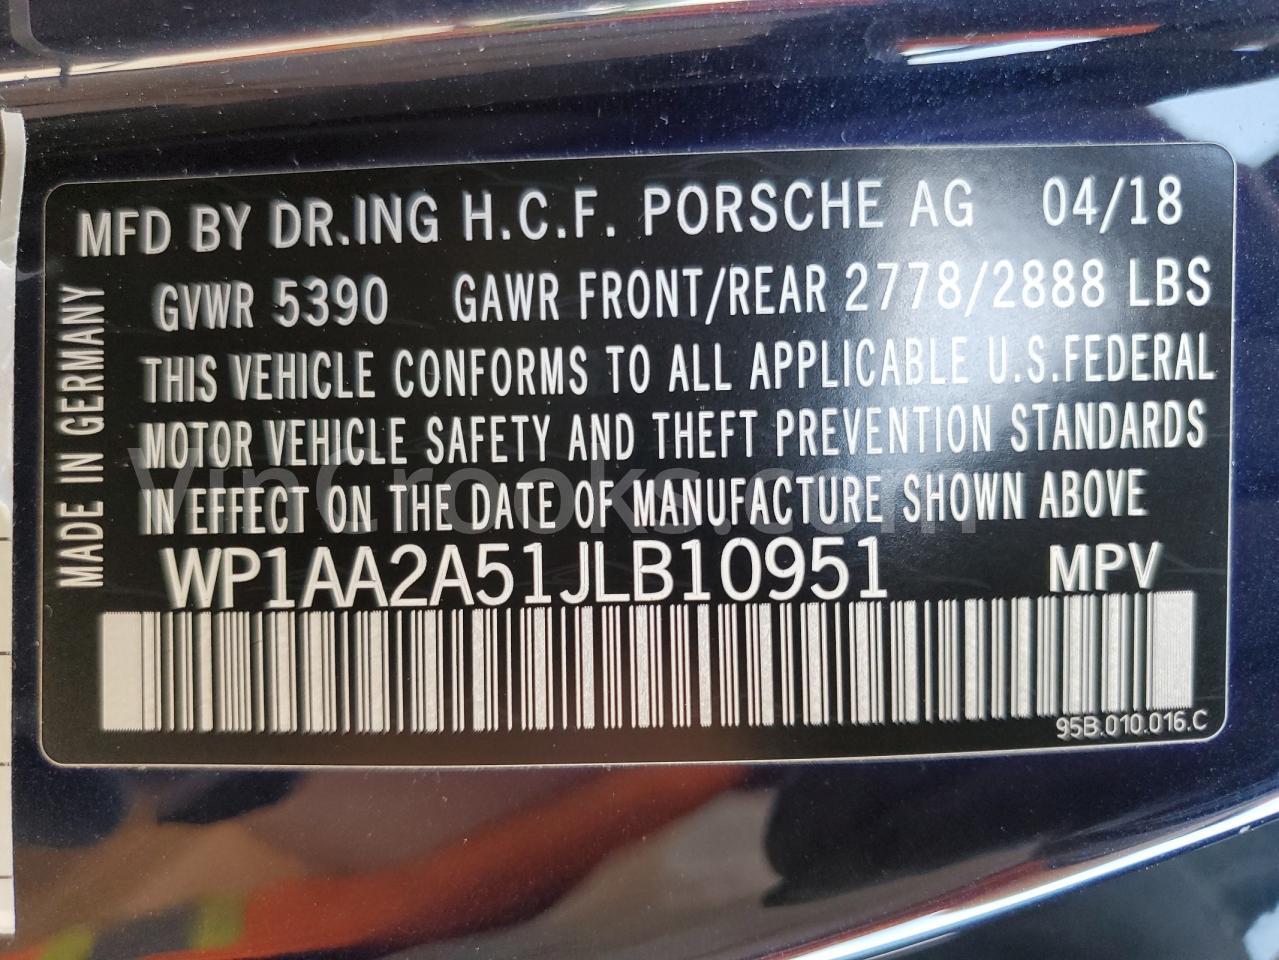 MFD BY DR.ING H.C.F. PORSCHE AG 04/18
GVWR 5390 GAWR FRONT/REAR 2778/2888 LBS
THIS VEHICLE CONFORMS TO ALL APPLICABLE U.S.FEDERAL
MOTOR VEHICLE SAFETY AND THEFT PREVENTION STANDARDS
IN EFFECT ON THE DATE OF MANUFACTURE SHOWN ABOVE
WP1AA2A51JLB10951 MPV
95B.010.016.C
MADE IN GERMANY
VinCrooks.com